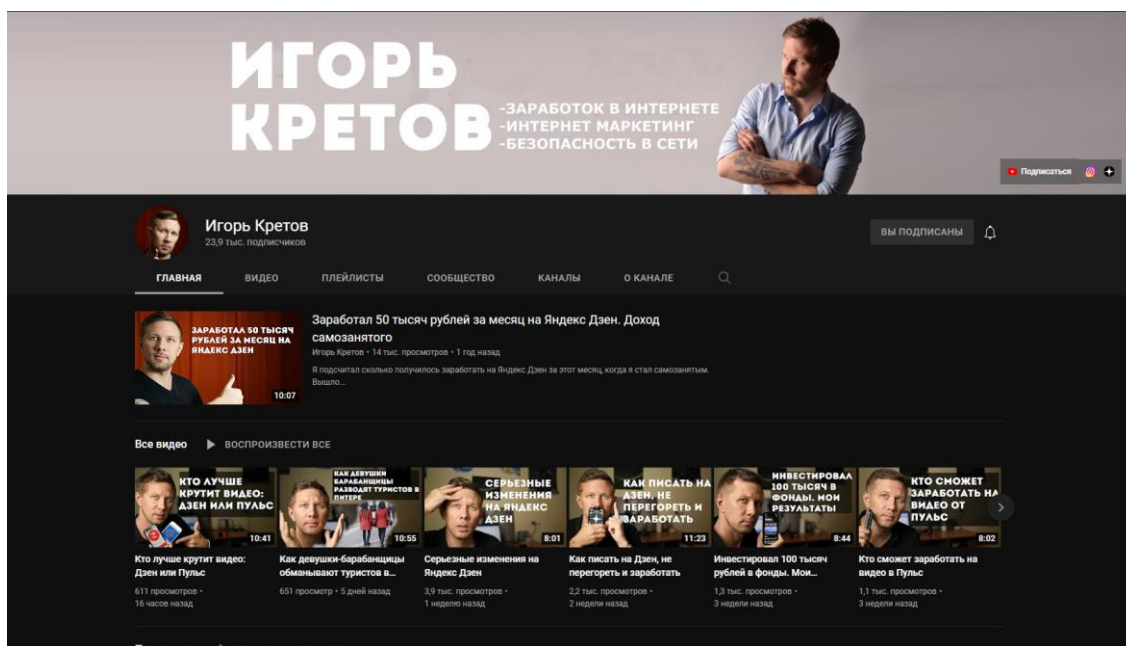 ИГОРЬ
КРЕТОВ
-ЗАРАБОТОК В ИНТЕРНЕТЕ
-ИНТЕРНЕТ МАРКЕТИНГ
-БЕЗОПАСНОСТЬ В СЕТИ
Подписаться
Игорь Кретов
23,9 тыс. подписчиков
ВЫ ПОДПИСАНЫ
ГЛАВНАЯ ВИДЕО ПЛЕЙЛИСТЫ СООБЩЕСТВО КАНАЛЫ О КАНАЛЕ
ЗАРАБОТАЛ 50 ТЫСЯЧ
РУБЛЕЙ ЗА МЕСЯЦ НА
ЯНДЕКС ДЗЕН
10:07
Заработал 50 тысяч рублей за месяц на Яндекс Дзен. Доход
самозанятого
Игорь Кретов • 14 тыс. просмотров • 1 год назад
Я подсчитал сколько получилось заработать на Яндекс Дзен за этот месяц, когда я стал самозанятым.
Вышло...
Все видео ВОСПРОИЗВЕСТИ ВСЕ
КТО ЛУЧШЕ
КРУТИТ ВИДЕО:
ДЗЕН ИЛИ ПУЛЬС
10:41
Кто лучше крутит видео:
Дзен или Пульс
611 просмотров •
16 часов назад
КАК ДЕВУШКИ
БАРАБАНЩИЦЫ
РАЗВОДЯТ ТУРИСТОВ В
ПИТЕРЕ
10:55
Как девушки-барабанщицы
обманывают туристов в...
651 просмотр • 5 дней назад
СЕРЬЕЗНЫЕ
ИЗМЕНЕНИЯ
НА ЯНДЕКС
ДЗЕН
8:01
Серьезные изменения на
Яндекс Дзен
3,9 тыс. просмотров •
1 неделю назад
КАК ПИСАТЬ НА
ДЗЕН, НЕ
ПЕРЕГОРЕТЬ И
ЗАРАБОТАТЬ
11:23
Как писать на Дзен, не
перегореть и заработать
2,2 тыс. просмотров •
2 недели назад
ИНВЕСТИРОВАЛ
100 ТЫСЯЧ В
ФОНДЫ. МОИ
РЕЗУЛЬТАТЫ
8:44
Инвестировал 100 тысяч
рублей в фонды. Мои...
1,3 тыс. просмотров •
3 недели назад
КТО СМОЖЕТ
ЗАРАБОТАТЬ НА
ВИДЕО ОТ
ПУЛЬС
8:02
Кто сможет заработать на
видео в Пульс
1,1 тыс. просмотров •
3 недели назад